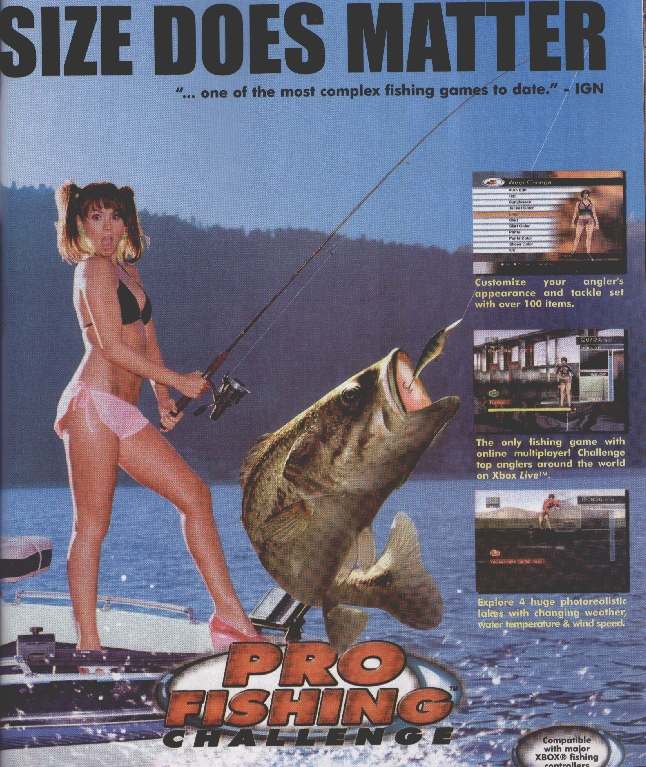 SIZE DOES MATTER
"... one of the most complex fishing games to date." - IGN
Wear Change
Customize your angler's
appearance and tackle set
with over 100 items.
The only fishing game with
online multiplayer! Challenge
top anglers around the world
on Xbox Live™.
Explore 4 huge photorealistic
lakes with changing weather,
water temperature & wind speed.
PRO
FISHING™
CHALLENGE
Compatible
with major
XBOX® fishing
controllers